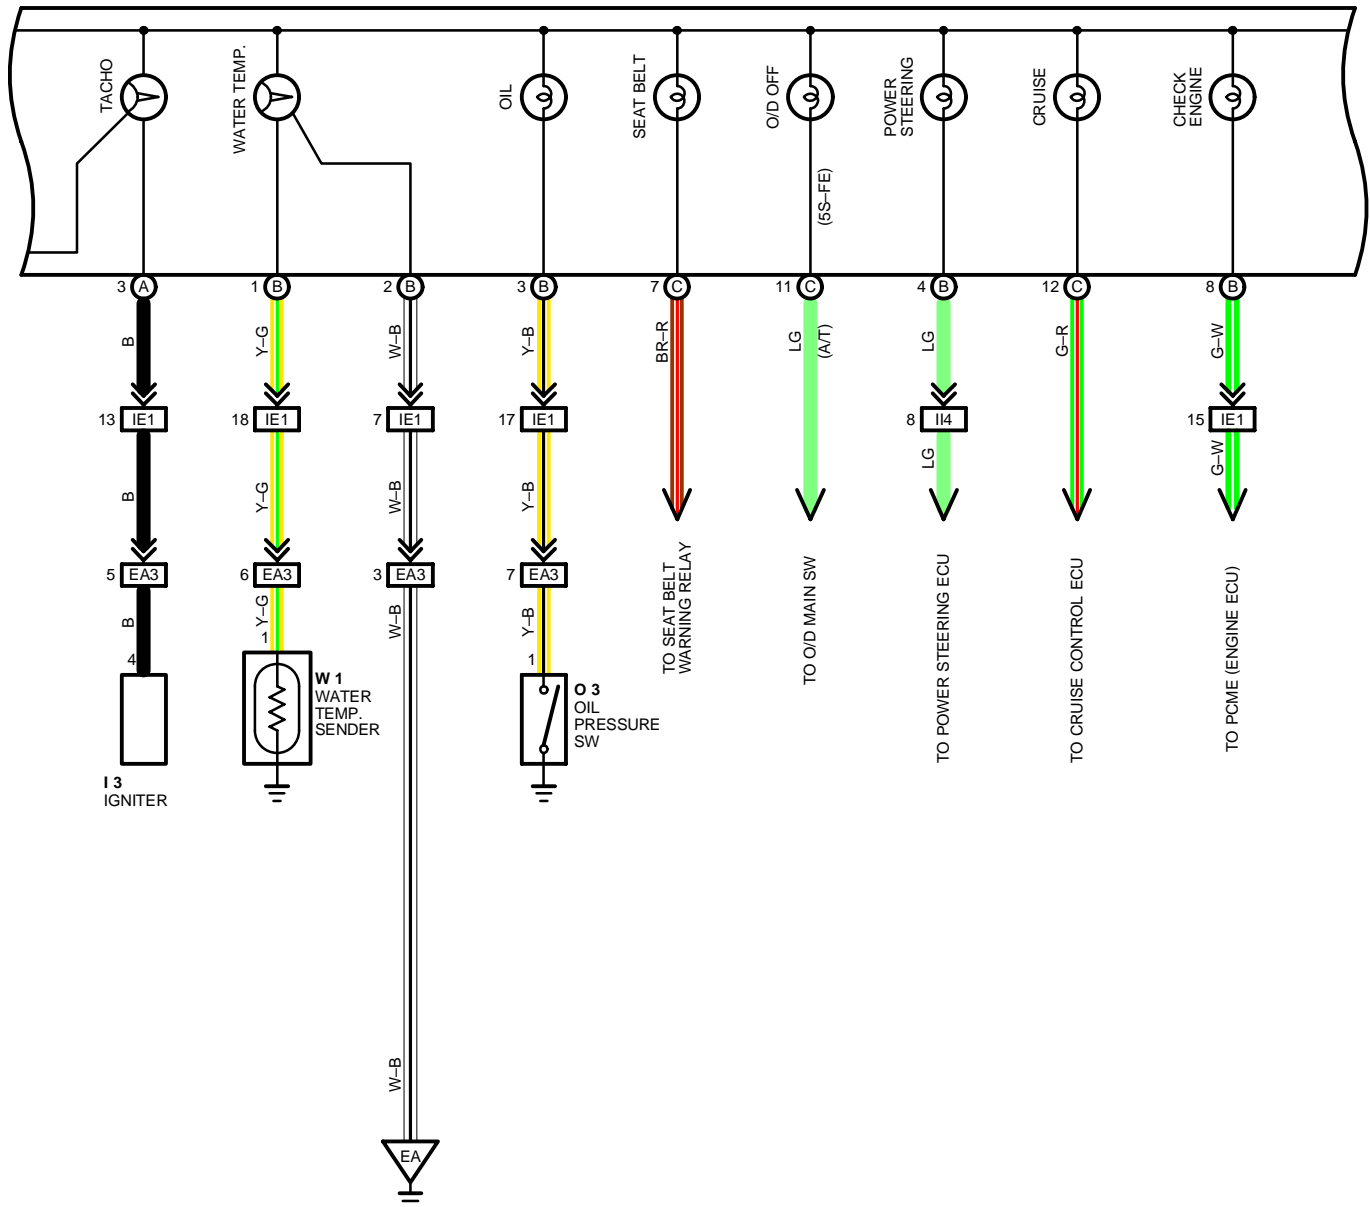 TACHO
WATER TEMP.
OIL
SEAT BELT
O/D OFF
(5S–FE)
POWER
STEERING
CRUISE
CHECK
ENGINE
3 A
1 B
2 B
3 B
7 C
11 C
4 B
12 C
8 B
B
Y–G
W–B
Y–B
BR–R
LG
(A/T)
LG
G–R
G–W
13 IE1
18 IE1
7 IE1
17 IE1
8 II4
15 IE1
B
Y–G
W–B
Y–B
LG
G–W
5 EA3
6 EA3
3 EA3
7 EA3
B
Y–G
W–B
Y–B
4
1
1
TO SEAT BELT
WARNING RELAY
TO O/D MAIN SW
TO POWER STEERING ECU
TO CRUISE CONTROL ECU
TO PCME (ENGINE ECU)
W 1
WATER
TEMP.
SENDER
O 3
OIL
PRESSURE
SW
I 3
IGNITER
W–B
EA